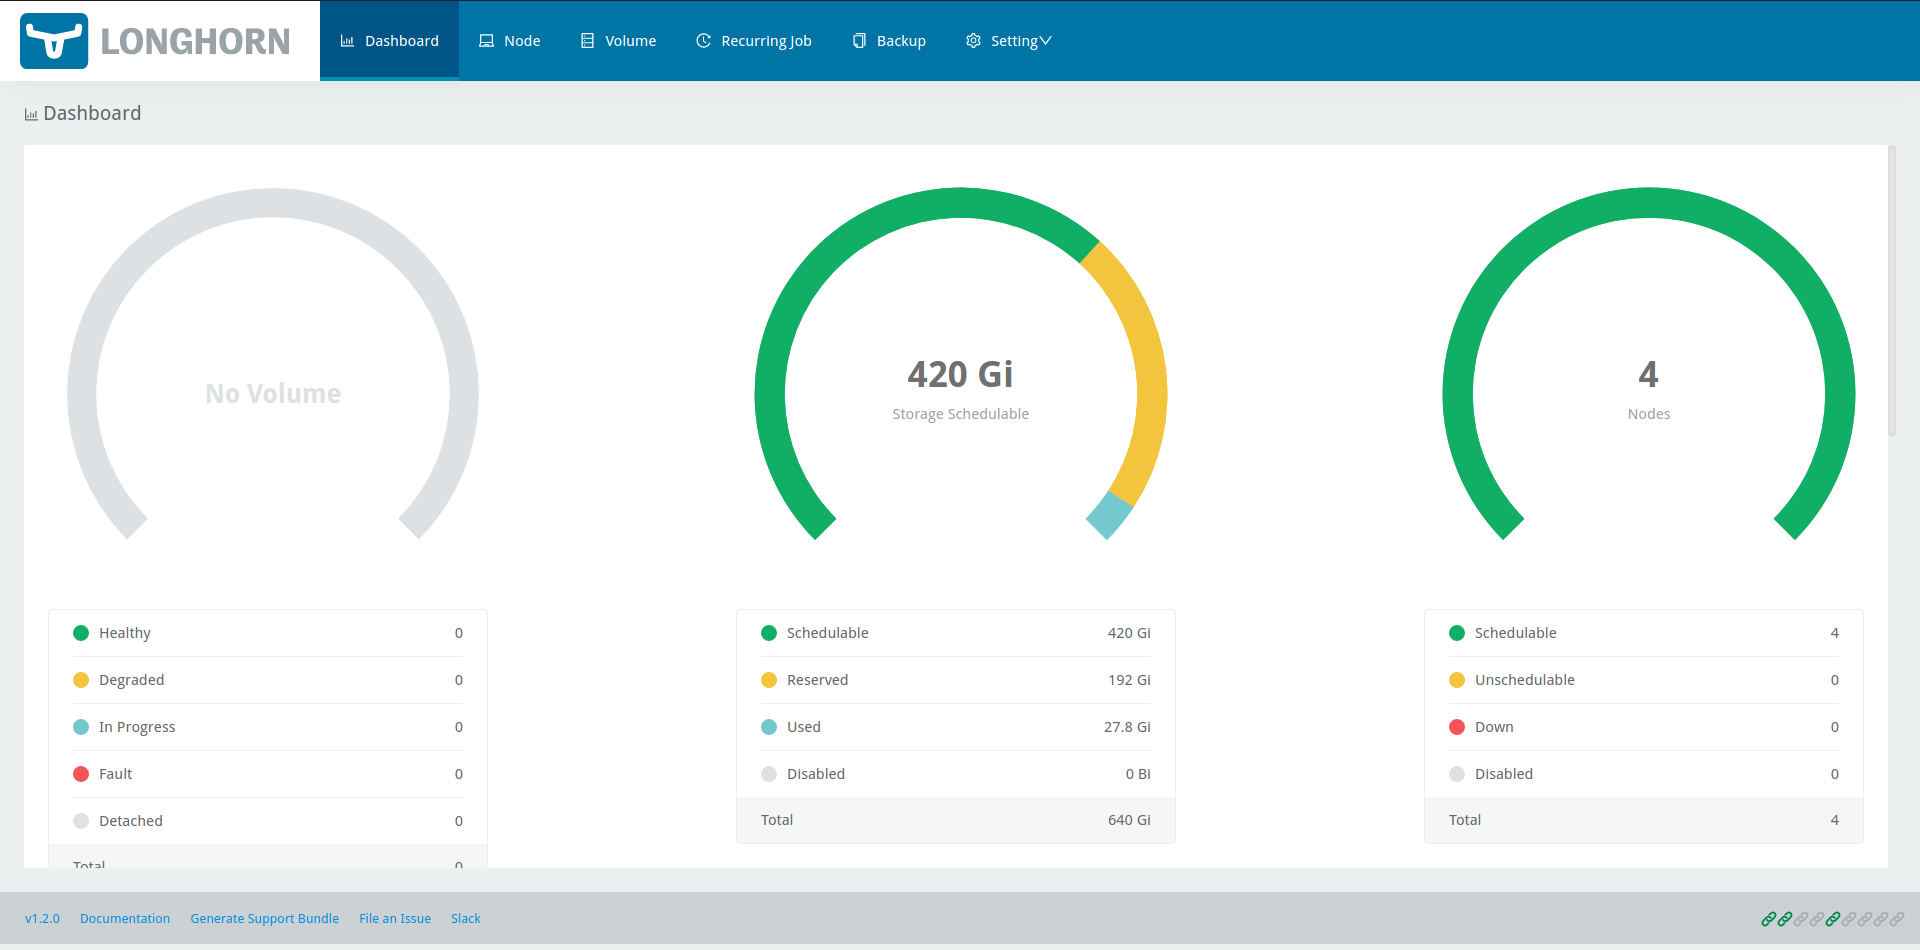 LONGHORN
Dashboard Node Volume Recurring Job Backup Setting
Dashboard
No Volume
420 Gi
Storage Schedulable
4
Nodes
Healthy 0
Degraded 0
In Progress 0
Fault 0
Detached 0
Total 0
Schedulable 420 Gi
Reserved 192 Gi
Used 27.8 Gi
Disabled 0 Bi
Total 640 Gi
Schedulable 4
Unschedulable 0
Down 0
Disabled 0
Total 4
v1.2.0 Documentation Generate Support Bundle File an Issue Slack